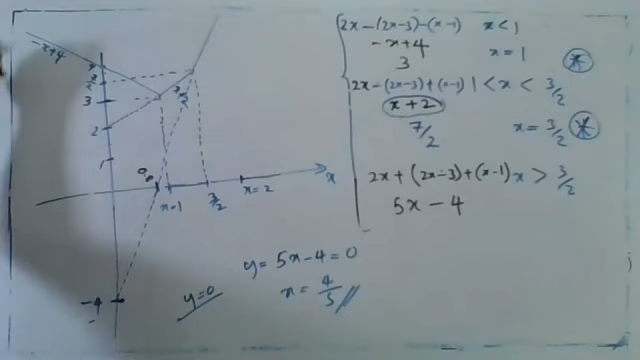 2x-(2x-3)-(x-1) x<1
-x+4
3 x=1
2x-(2x-3)+(x-1) 1<x<3/2
x+2
7/2 x=3/2
2x+(2x-3)+(x-1) x>3/2
5x-4
-x+4
4
3
2
1
x=1
3/2
x=2
x
-4
y=5x-4=0
x=4/5
y=0